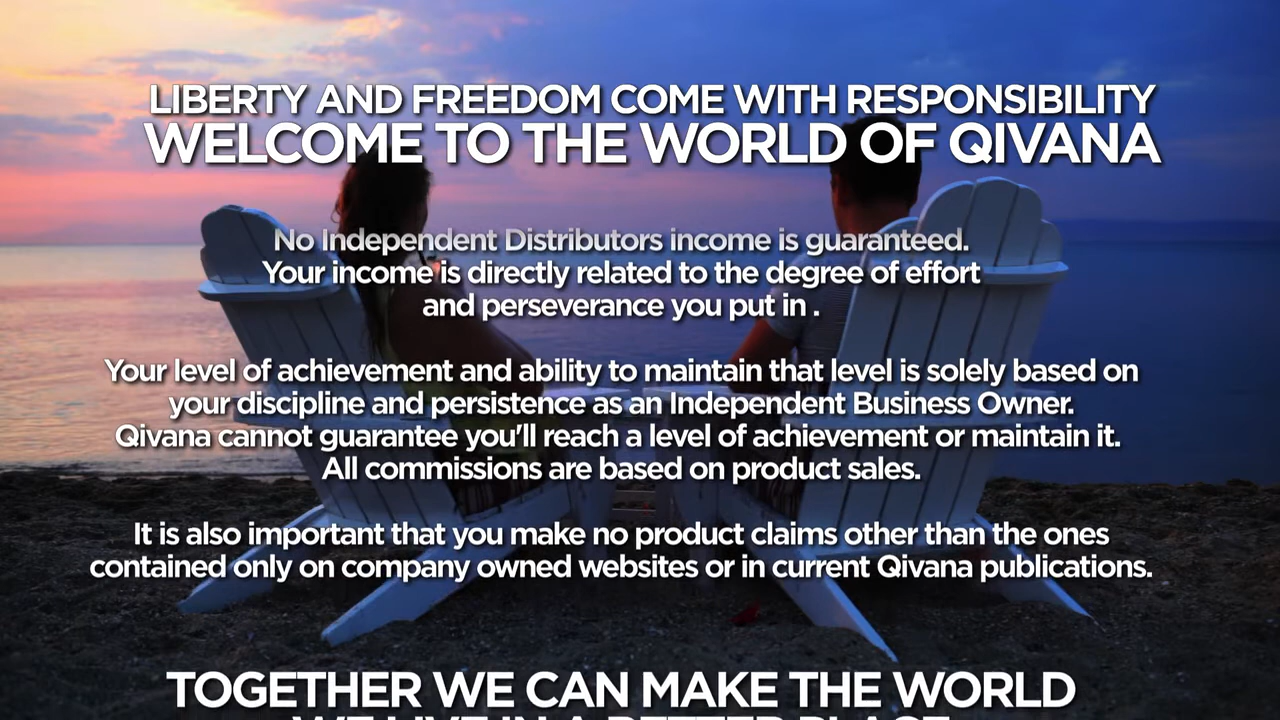 LIBERTY AND FREEDOM COME WITH RESPONSIBILITY
WELCOME TO THE WORLD OF QIVANA
No Independent Distributors income is guaranteed.
Your income is directly related to the degree of effort
and perseverance you put in .
Your level of achievement and ability to maintain that level is solely based on
your discipline and persistence as an Independent Business Owner.
Qivana cannot guarantee you'll reach a level of achievement or maintain it.
All commissions are based on product sales.
It is also important that you make no product claims other than the ones
contained only on company owned websites or in current Qivana publications.
TOGETHER WE CAN MAKE THE WORLD
WE LIVE IN A BETTER PLACE